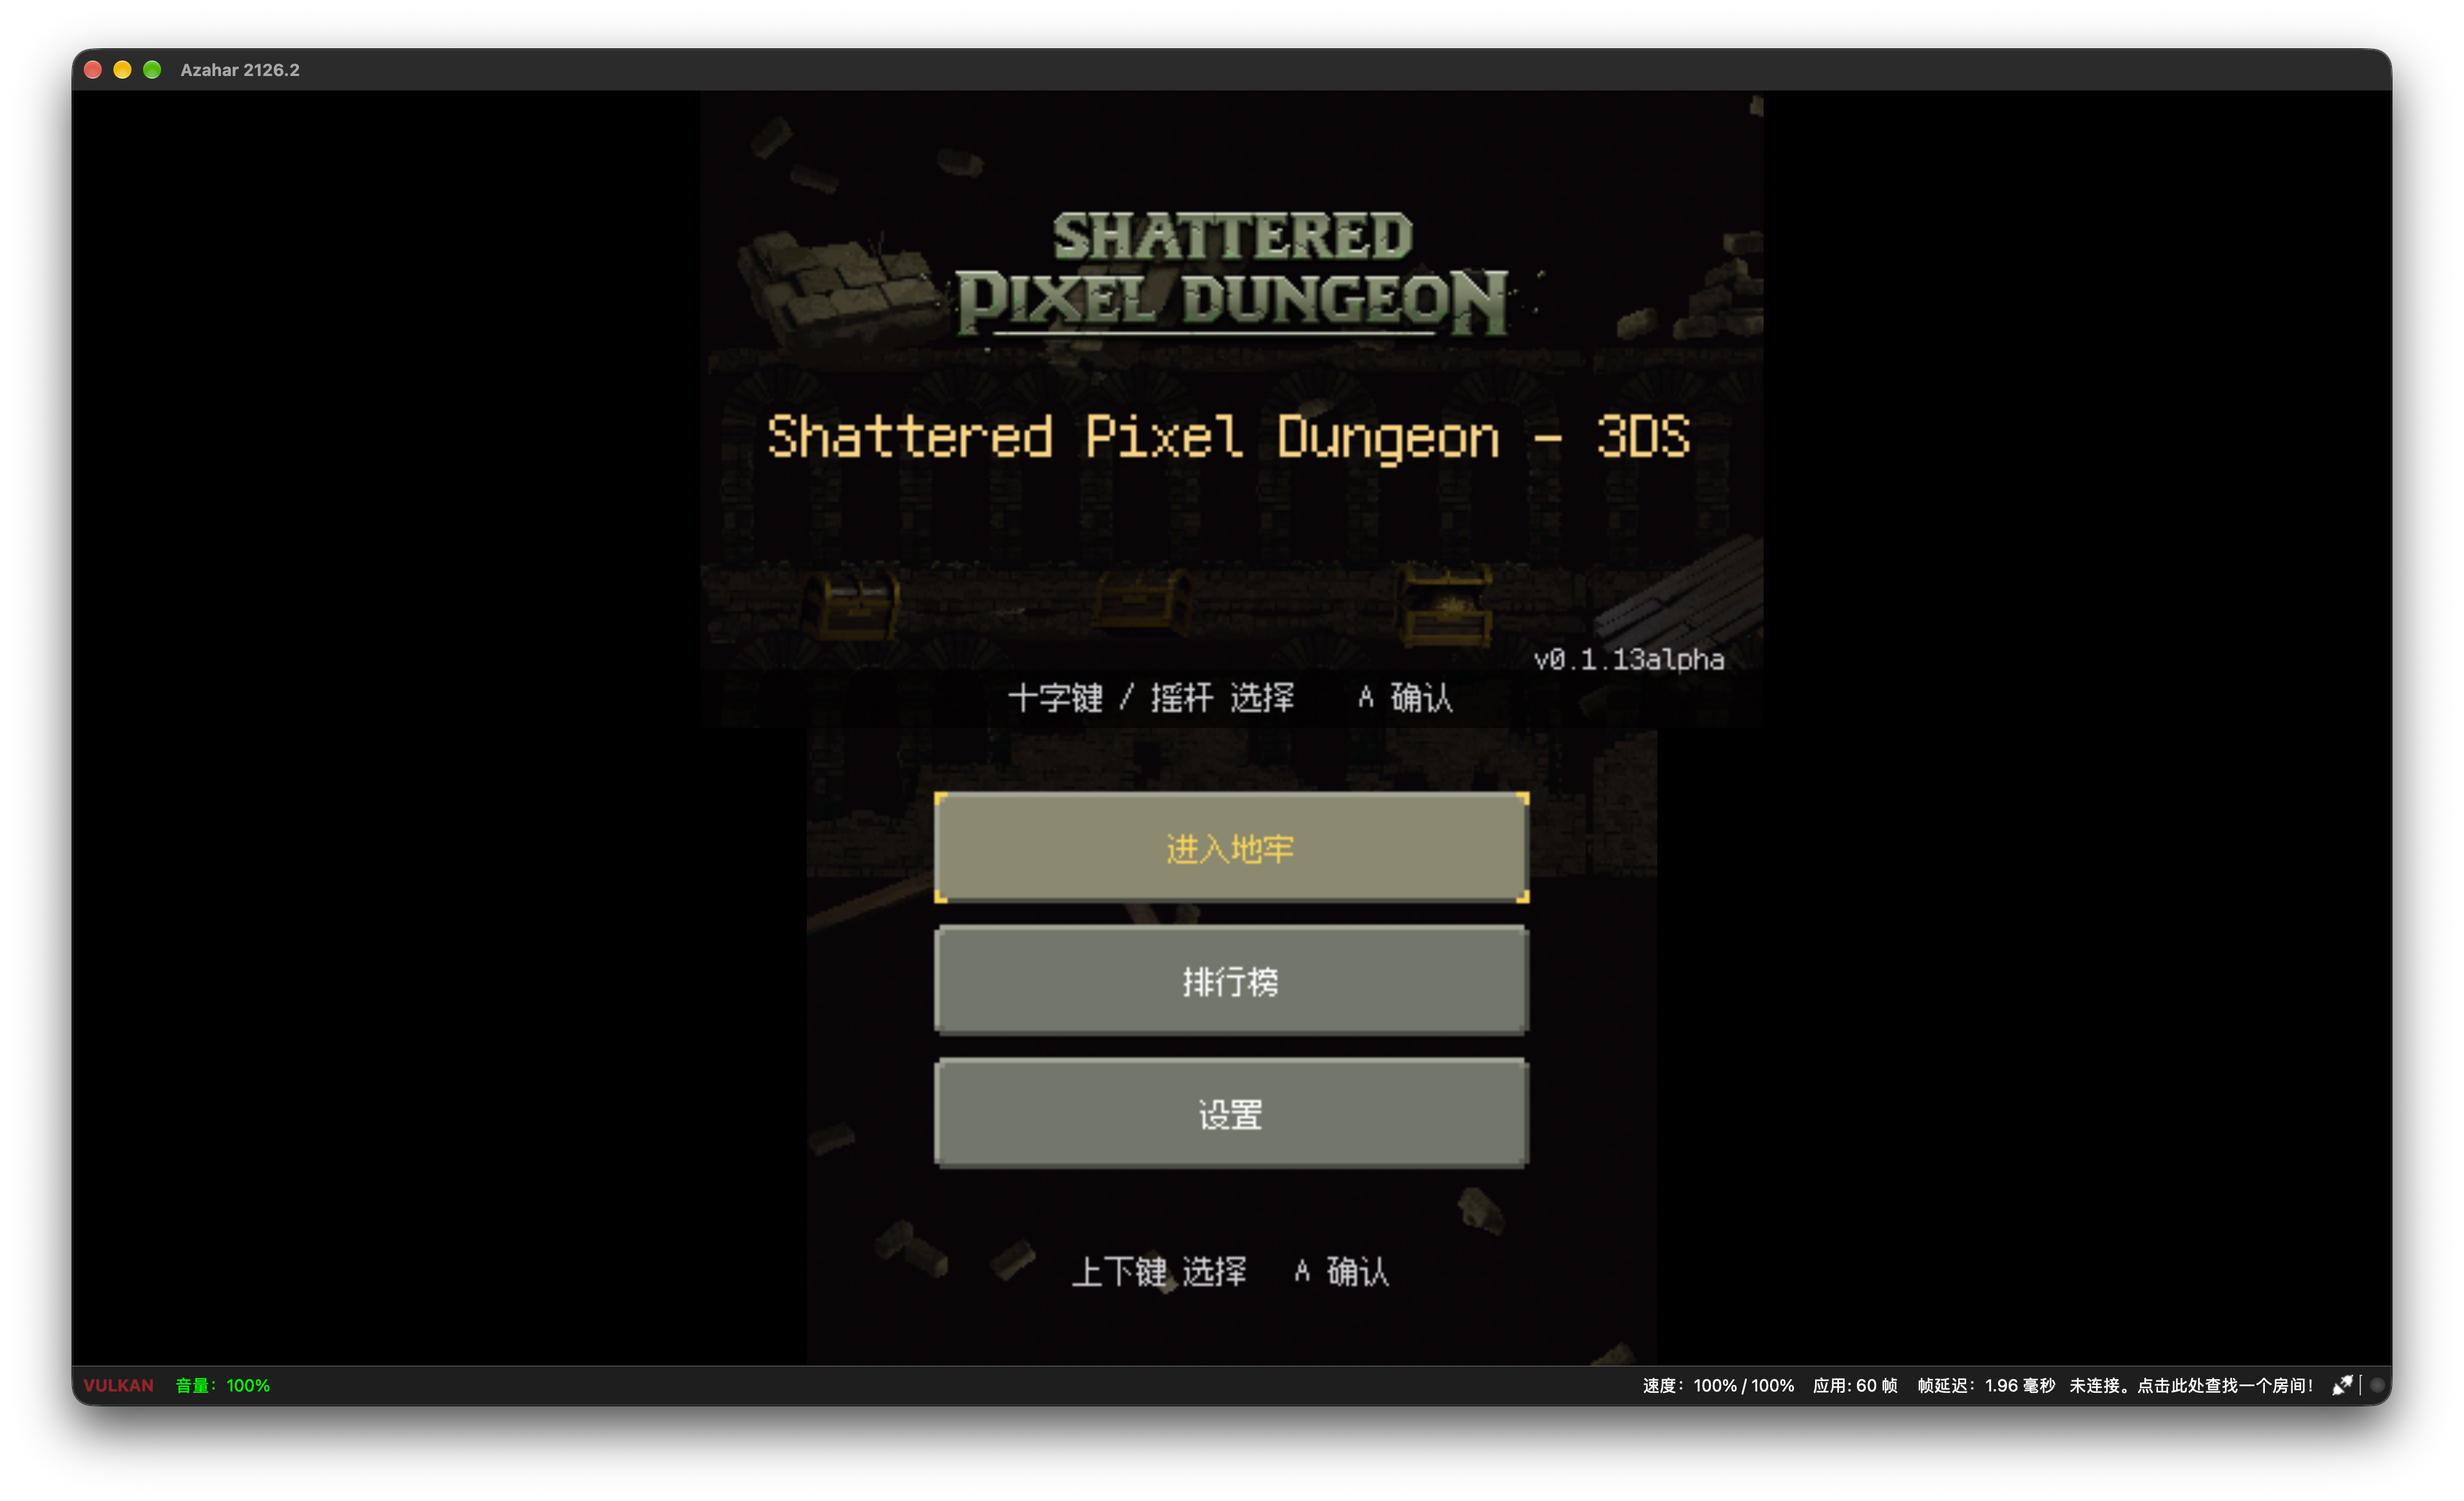 Azahar 2126.2
SHATTERED
PIXEL DUNGEON
Shattered Pixel Dungeon - 3DS
v0.1.13alpha
十字键 / 摇杆 选择 A 确认
进入地牢
排行榜
设置
上下键 选择 A 确认
VULKAN 音量：100% 速度：100% / 100% 应用: 60 帧 帧延迟：1.96 毫秒 未连接。点击此处查找一个房间！